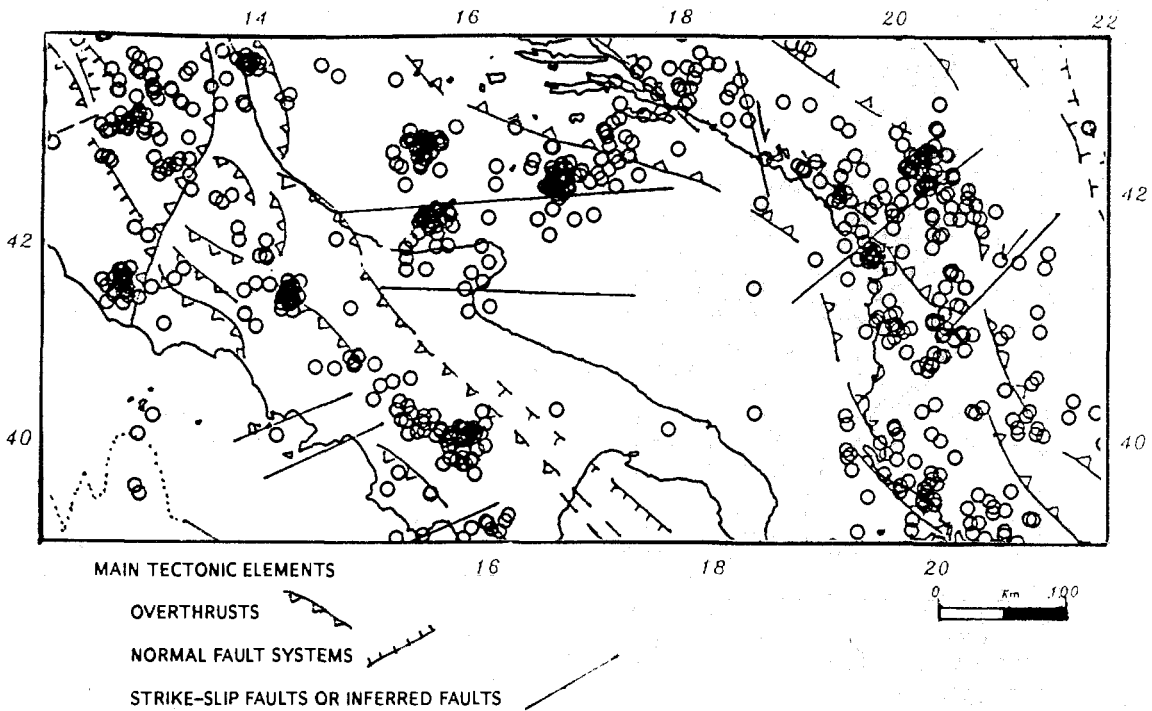 14 16 18 20 22
42 42
40 40
16 18 20
MAIN TECTONIC ELEMENTS
0 Km 100
OVERTHRUSTS
NORMAL FAULT SYSTEMS
STRIKE-SLIP FAULTS OR INFERRED FAULTS